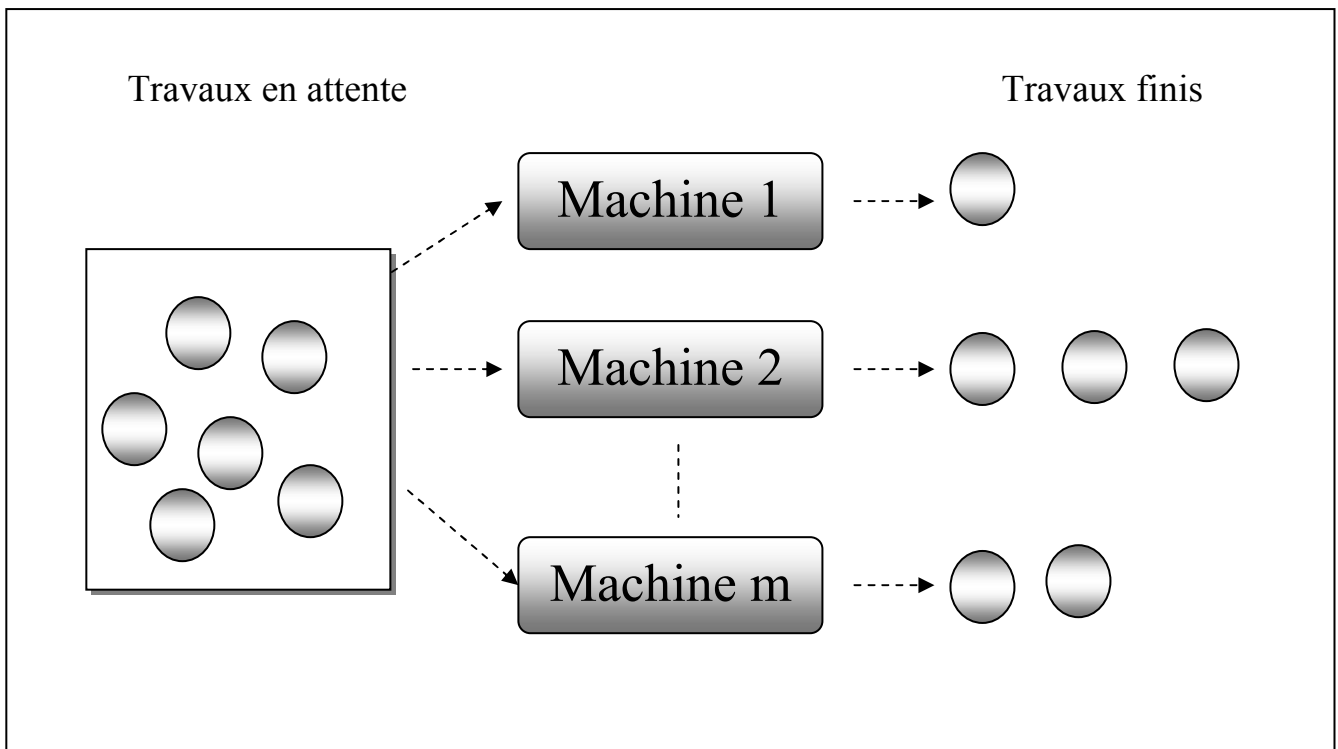 Travaux en attente
Travaux finis
Machine 1
Machine 2
Machine m